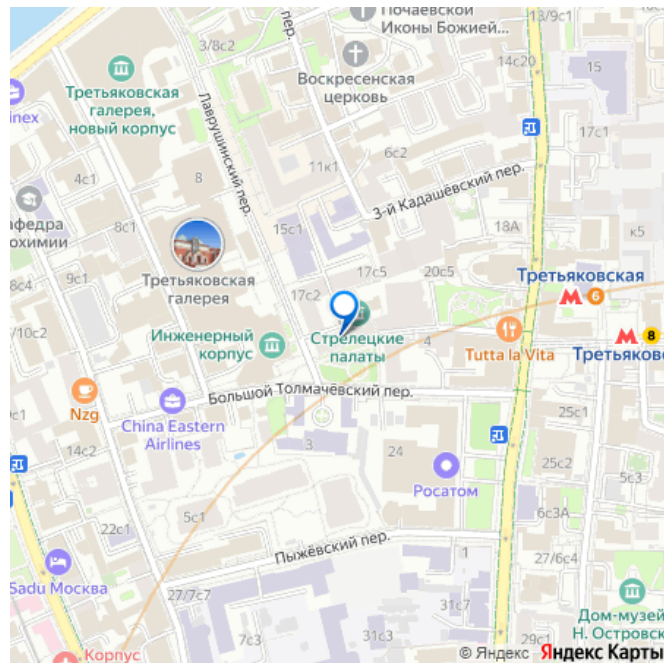 Почаевской
Иконы Божией...
13/9с1
3/8с2
пер.
14с20
15
Третьяковская
галерея,
новый корпус
Воскресенская
церковь
inex
17с1
Лаврушинский пер.
11к1
6с2
3-й Кадашёвский пер.
4с1
8
афедра
охимии
8с1
15с1
18А
к5
Третьяковская
галерея
9с1
8с4
17с5
20с5
Третьяковская
6
17с2
/10с2
Инженерный
корпус
Стрелецкие
палаты
4
Tutta la Vita
8
Третьяков
Nzg
Большой Толмачёвский пер.
China Eastern
Airlines
25с1
14с2
3
24
25с2
5с3
Росатом
5с1
6с3А
22с1
Пыжёвский пер.
1
27/6с4
Sadu Москва
27/7с7
31с7
Дом-музей
Н. Островск
7с3
31с3
29с1
Корпус
© Яндекс Яндекс Карты